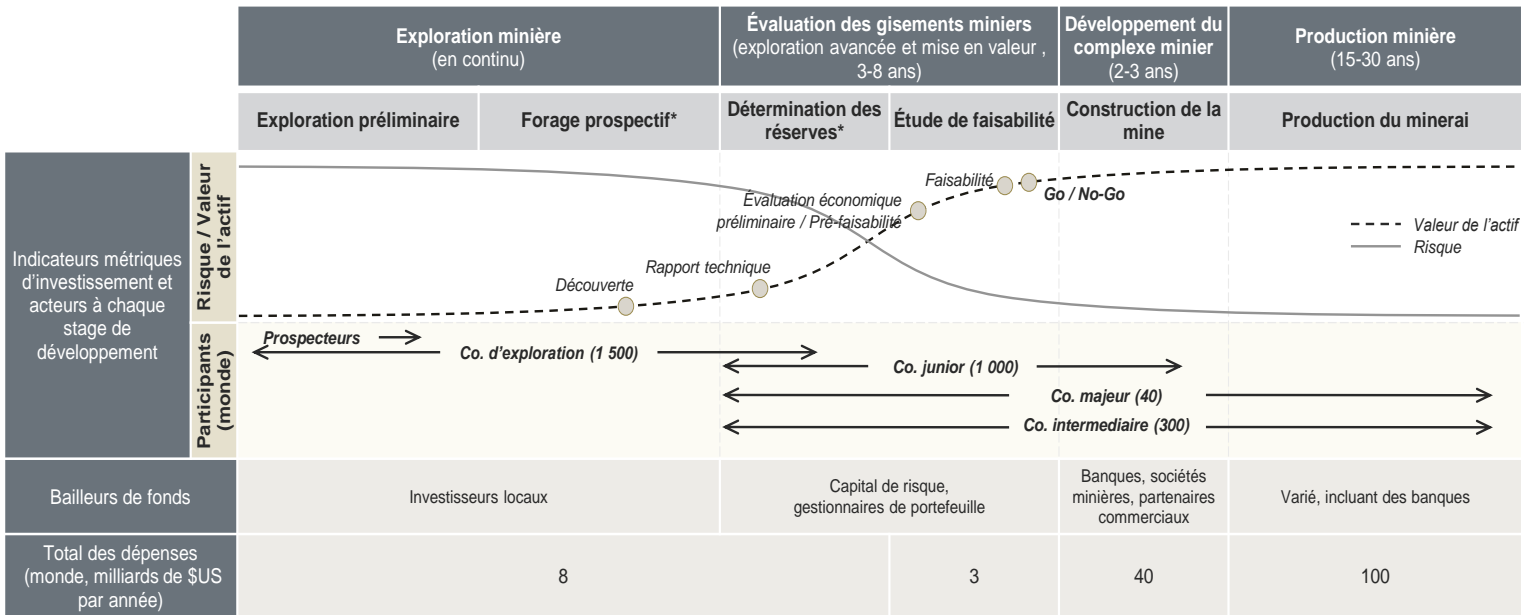 Exploration minière
(en continu)
Évaluation des gisements miniers
(exploration avancée et mise en valeur ,
3-8 ans)
Développement du
complexe minier
(2-3 ans)
Production minière
(15-30 ans)
Exploration préliminaire
Forage prospectif*
Détermination des
réserves*
Étude de faisabilité
Construction de la
mine
Production du minerai
Indicateurs métriques
d'investissement et
acteurs à chaque
stage de
développement
Risque / Valeur
de l'actif
Découverte
Rapport technique
Évaluation économique
préliminaire / Pré-faisabilité
Faisabilité
Go / No-Go
Valeur de l'actif
Risque
Participants
(monde)
Prospecteurs
Co. d'exploration (1 500)
Co. junior (1 000)
Co. majeur (40)
Co. intermediaire (300)
Bailleurs de fonds
Investisseurs locaux
Capital de risque,
gestionnaires de portefeuille
Banques, sociétés
minières, partenaires
commerciaux
Varié, incluant des banques
Total des dépenses
(monde, milliards de $US
par année)
8
3
40
100